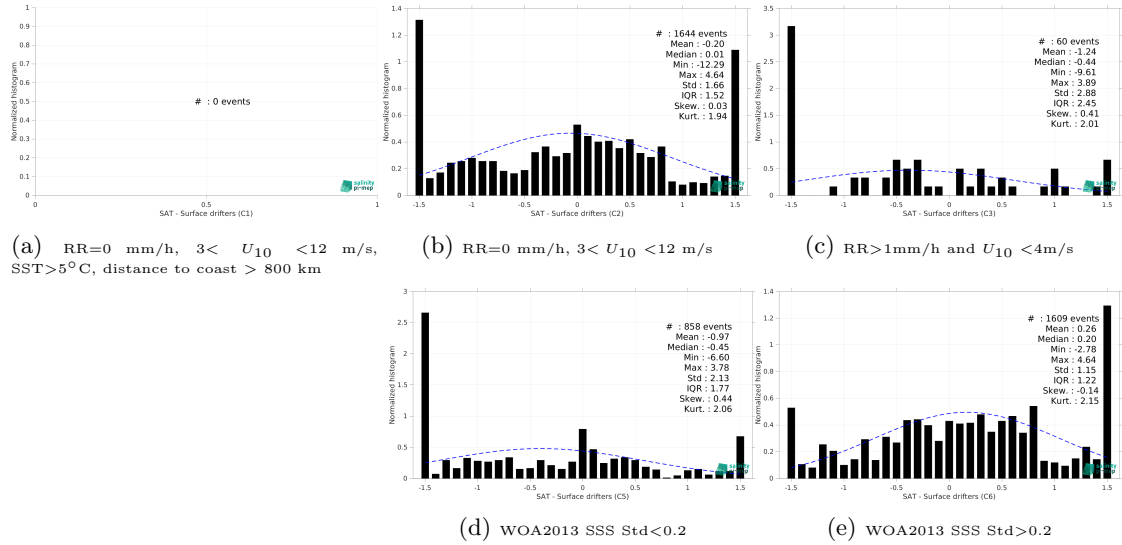 1
0.9
0.8
0.7
0.6
0.5
0.4
0.3
0.2
0.1
0
Normalized histogram
# : 0 events
salinity
pi-mep
0 0.5 1
SAT - Surface drifters (C1)
(a) RR=0 mm/h, 3< U10 <12 m/s,
SST>5°C, distance to coast > 800 km
1.4
1.2
1
0.8
0.6
0.4
0.2
0
Normalized histogram
# : 1644 events
Mean : -0.20
Median : 0.01
Min : -12.29
Max : 4.64
Std : 1.66
IQR : 1.52
Skew. : 0.03
Kurt. : 1.94
-1.5 -1 -0.5 0 0.5 1 1.5
SAT - Surface drifters (C2)
(b) RR=0 mm/h, 3< U10 <12 m/s
3.5
3
2.5
2
1.5
1
0.5
0
Normalized histogram
# : 60 events
Mean : -1.24
Median : -0.44
Min : -9.61
Max : 3.89
Std : 2.88
IQR : 2.45
Skew. : 0.41
Kurt. : 2.01
-1.5 -1 -0.5 0 0.5 1 1.5
SAT - Surface drifters (C3)
(c) RR>1mm/h and U10 <4m/s
3
2.5
2
1.5
1
0.5
0
Normalized histogram
# : 858 events
Mean : -0.97
Median : -0.45
Min : -6.60
Max : 3.78
Std : 2.13
IQR : 1.77
Skew. : 0.44
Kurt. : 2.06
-1.5 -1 -0.5 0 0.5 1 1.5
SAT - Surface drifters (C5)
(d) WOA2013 SSS Std<0.2
1.4
1.2
1
0.8
0.6
0.4
0.2
0
Normalized histogram
# : 1609 events
Mean : 0.26
Median : 0.20
Min : -2.78
Max : 4.64
Std : 1.15
IQR : 1.22
Skew. : -0.14
Kurt. : 2.15
-1.5 -1 -0.5 0 0.5 1 1.5
SAT - Surface drifters (C6)
(e) WOA2013 SSS Std>0.2